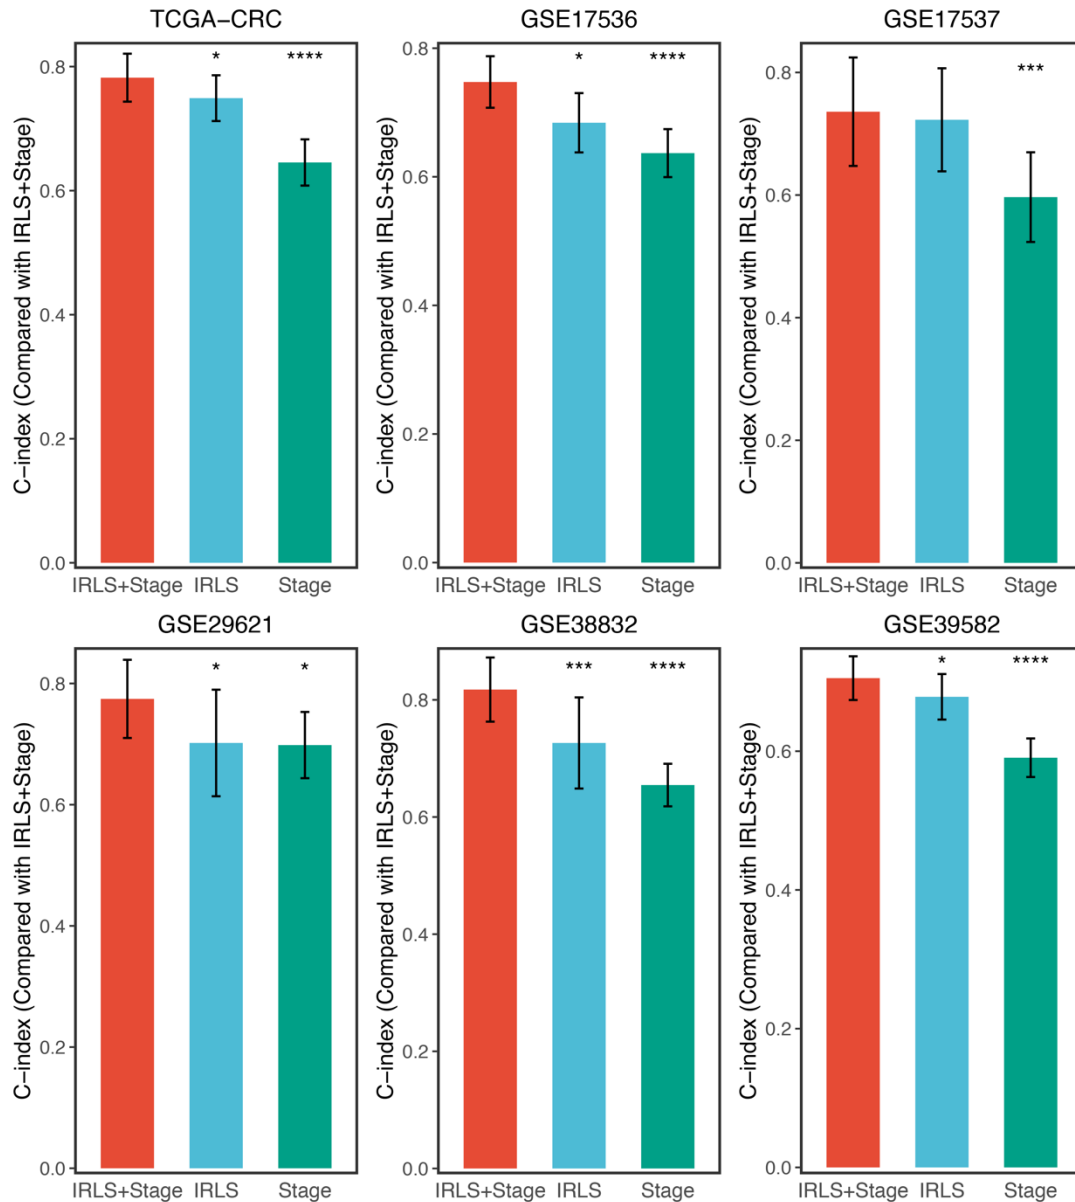 TCGA−CRC
C−index (Compared with IRLS+Stage)
0.8
0.6
0.4
0.2
0.0
* ****
IRLS+Stage IRLS Stage
GSE17536
C−index (Compared with IRLS+Stage)
0.8
0.6
0.4
0.2
0.0
* ****
IRLS+Stage IRLS Stage
GSE17537
C−index (Compared with IRLS+Stage)
0.8
0.6
0.4
0.2
0.0
***
IRLS+Stage IRLS Stage
GSE29621
C−index (Compared with IRLS+Stage)
0.8
0.6
0.4
0.2
0.0
* *
IRLS+Stage IRLS Stage
GSE38832
C−index (Compared with IRLS+Stage)
0.8
0.6
0.4
0.2
0.0
*** ****
IRLS+Stage IRLS Stage
GSE39582
C−index (Compared with IRLS+Stage)
0.6
0.4
0.2
0.0
* ****
IRLS+Stage IRLS Stage